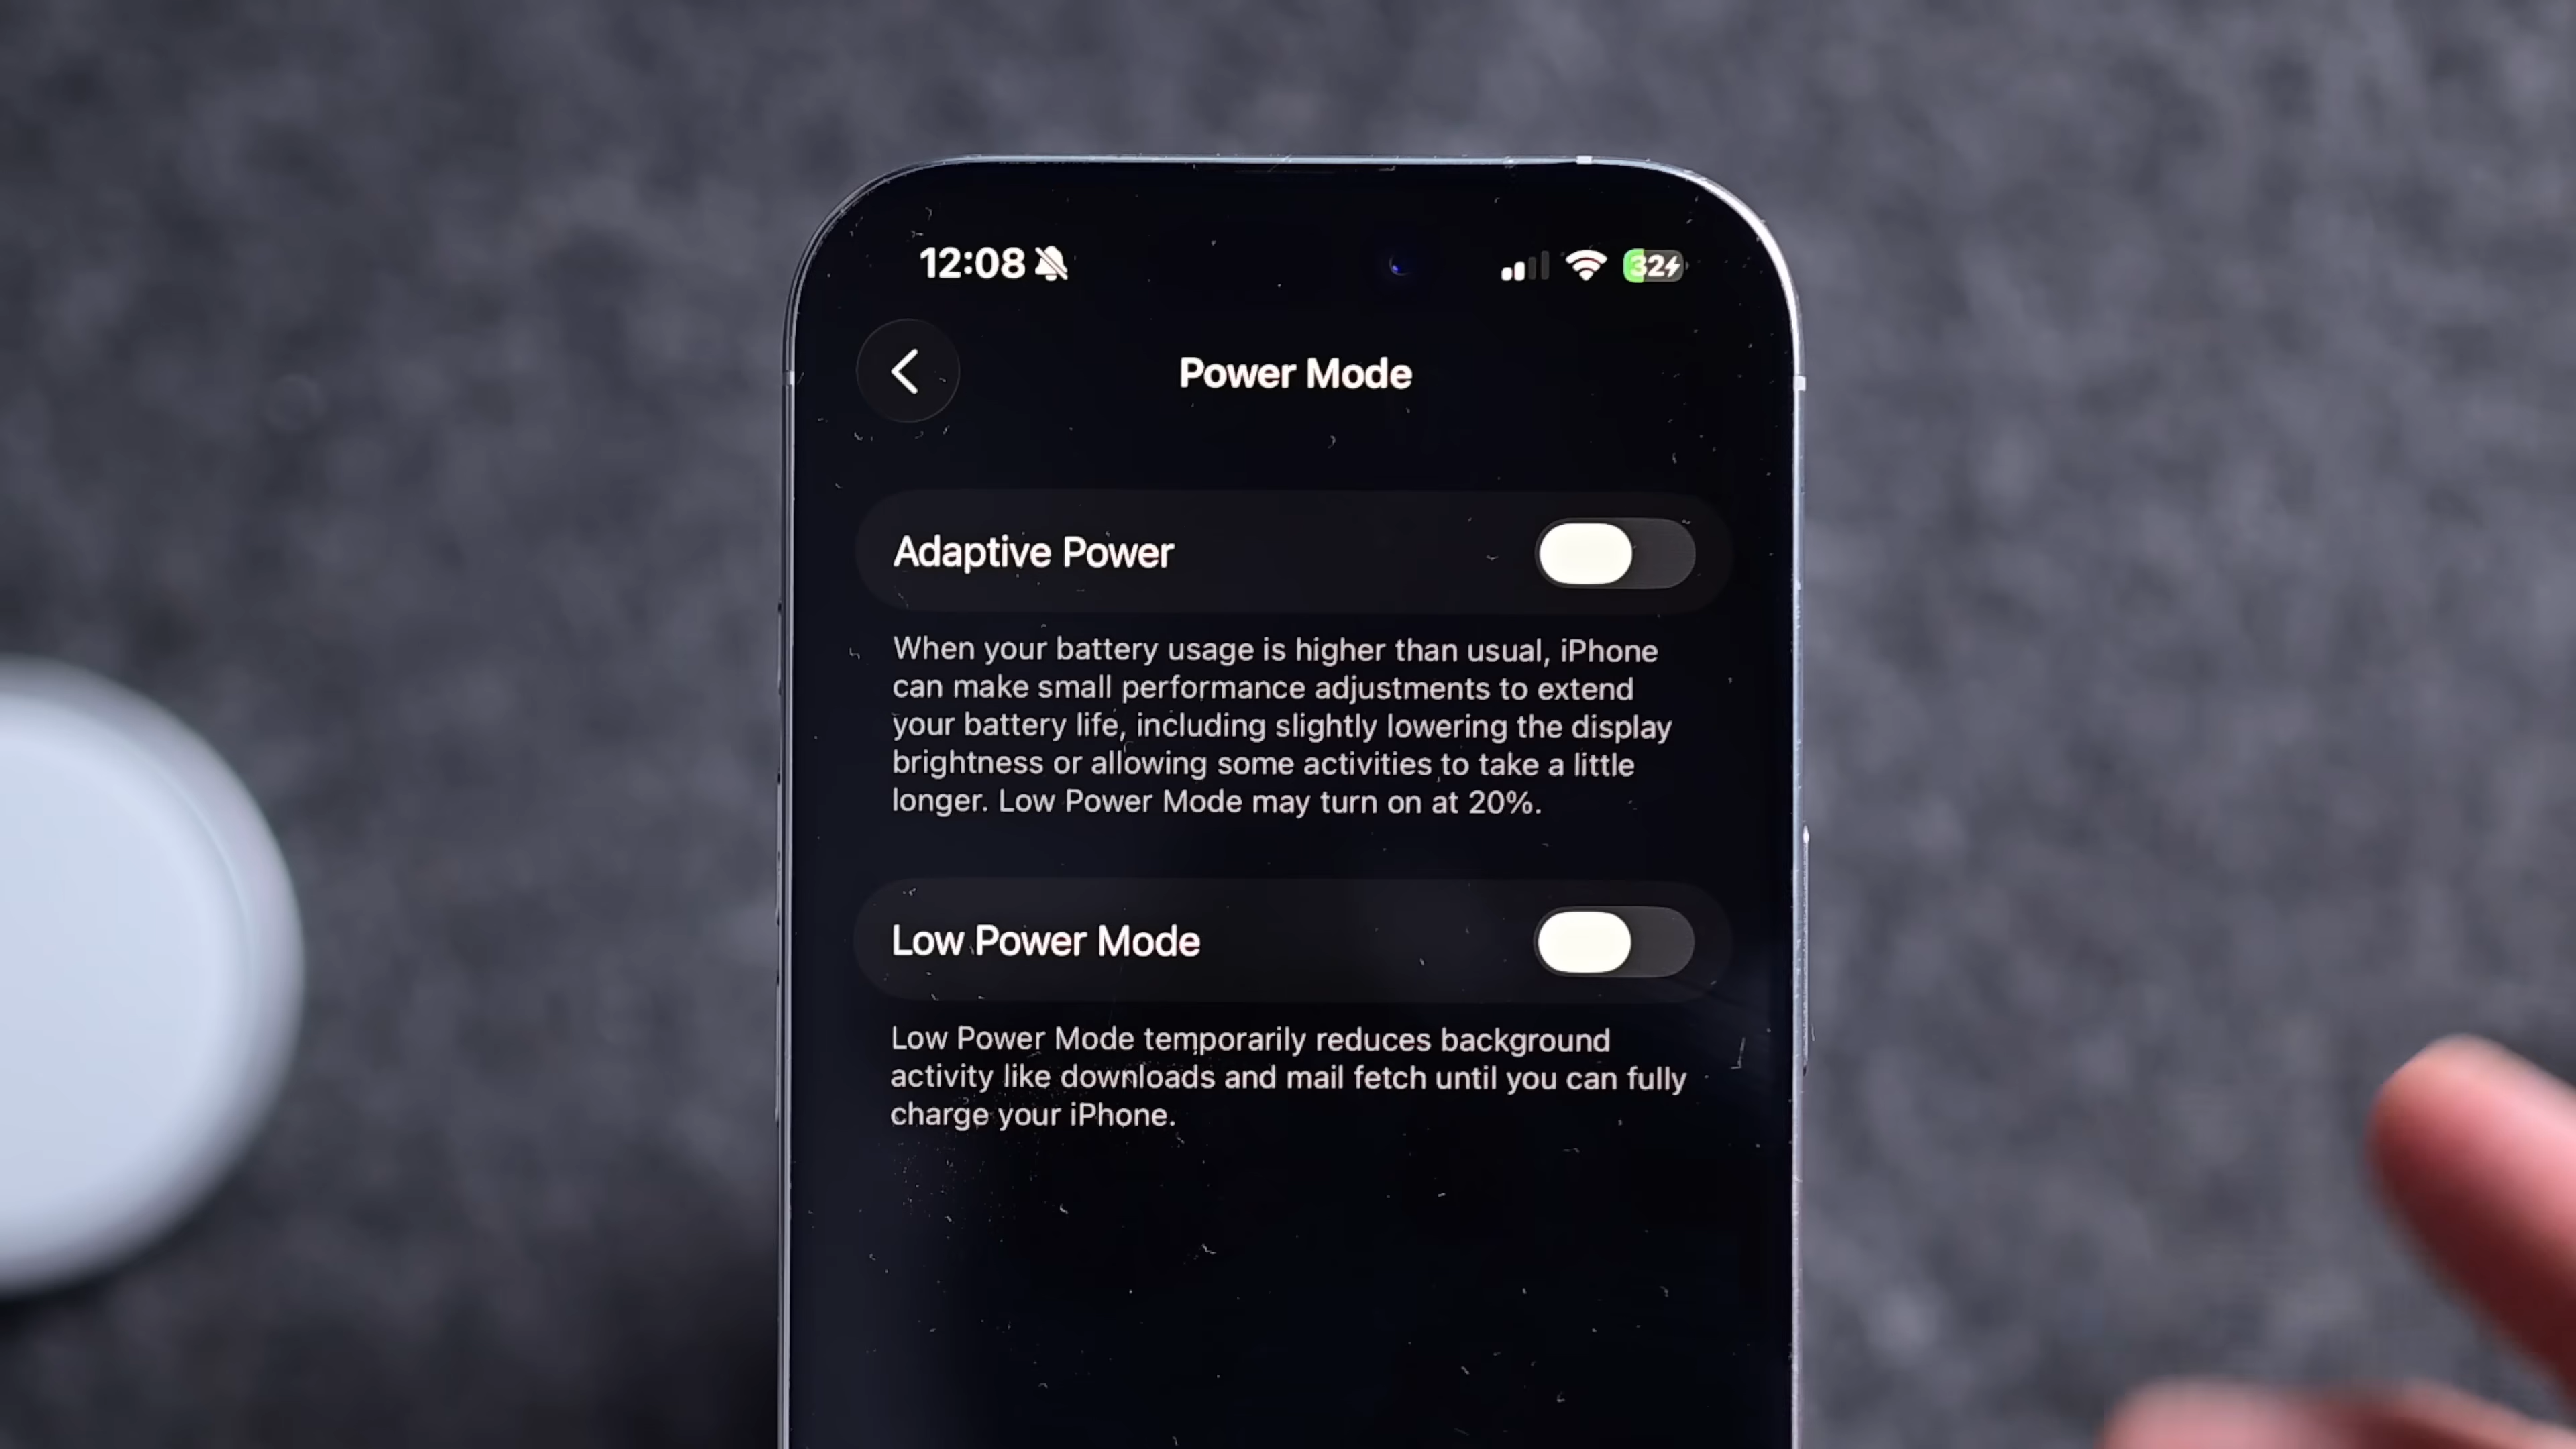 12:08
32
Power Mode
Adaptive Power
When your battery usage is higher than usual, iPhone
can make small performance adjustments to extend
your battery life, including slightly lowering the display
brightness or allowing some activities to take a little
longer. Low Power Mode may turn on at 20%.
Low Power Mode
Low Power Mode temporarily reduces background
activity like downloads and mail fetch until you can fully
charge your iPhone.